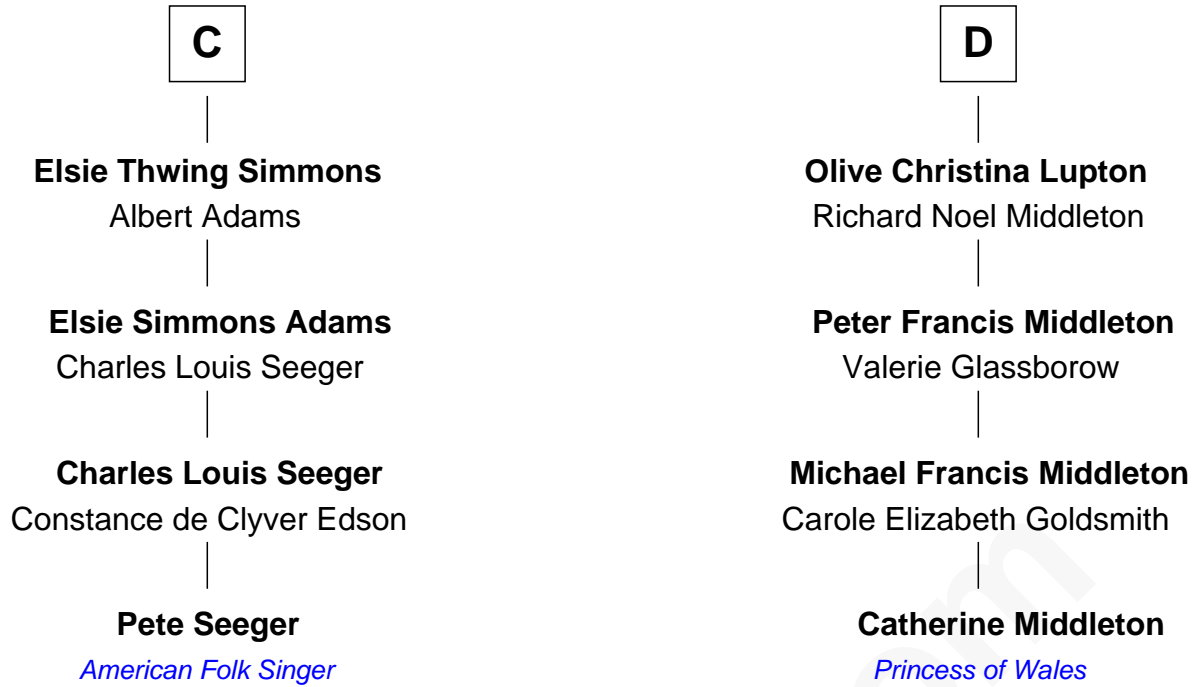 C
Elsie Thwing Simmons
Albert Adams
Elsie Simmons Adams
Charles Louis Seeger
Charles Louis Seeger
Constance de Clyver Edson
Pete Seeger
American Folk Singer
D
Olive Christina Lupton
Richard Noel Middleton
Peter Francis Middleton
Valerie Glassborow
Michael Francis Middleton
Carole Elizabeth Goldsmith
Catherine Middleton
Princess of Wales